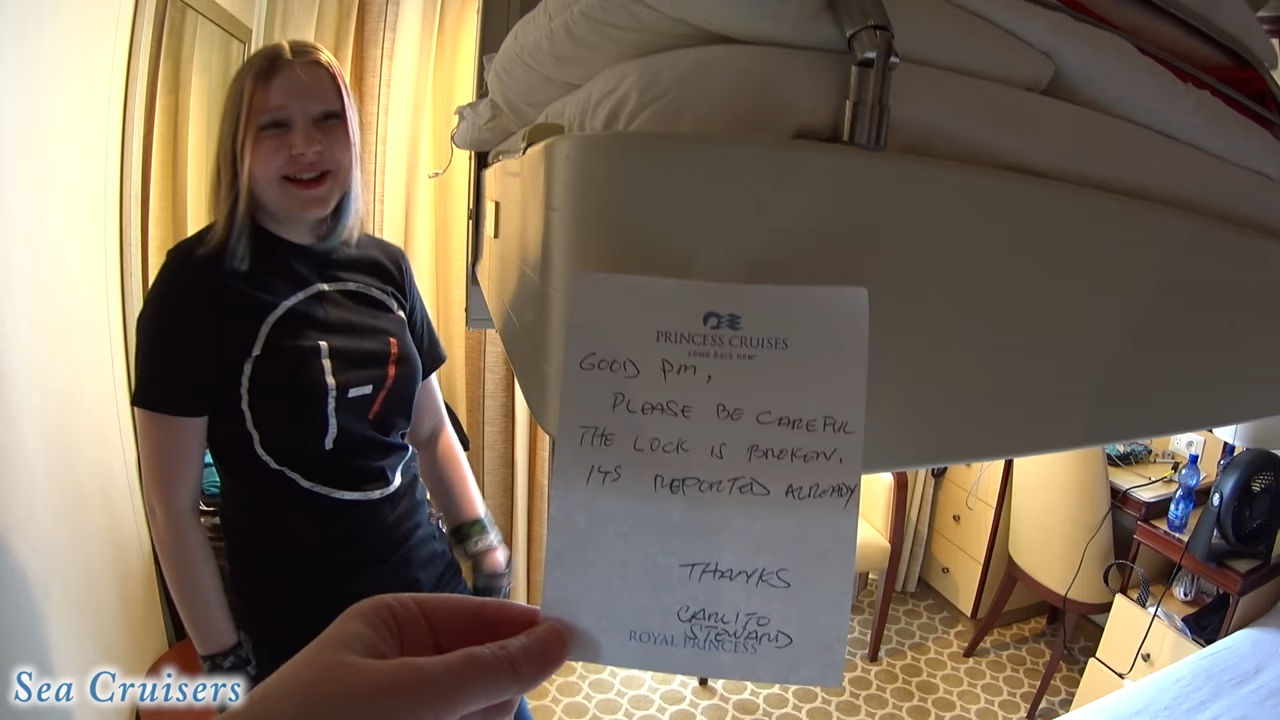 PRINCESS CRUISES
come back new
GOOD PM,
PLEASE BE CAREFUL
THE LOCK IS BROKEN.
ITS REPORTED ALREADY
THANKS
CARLITO
STEWARD
ROYAL PRINCESS
|-/
Sea Cruisers